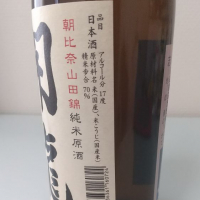 品目
日本酒
アルコール分 17度
原材料名 米（国産）、米こうじ（国産米）
精米歩合 70%
朝比奈山田錦純米原酒